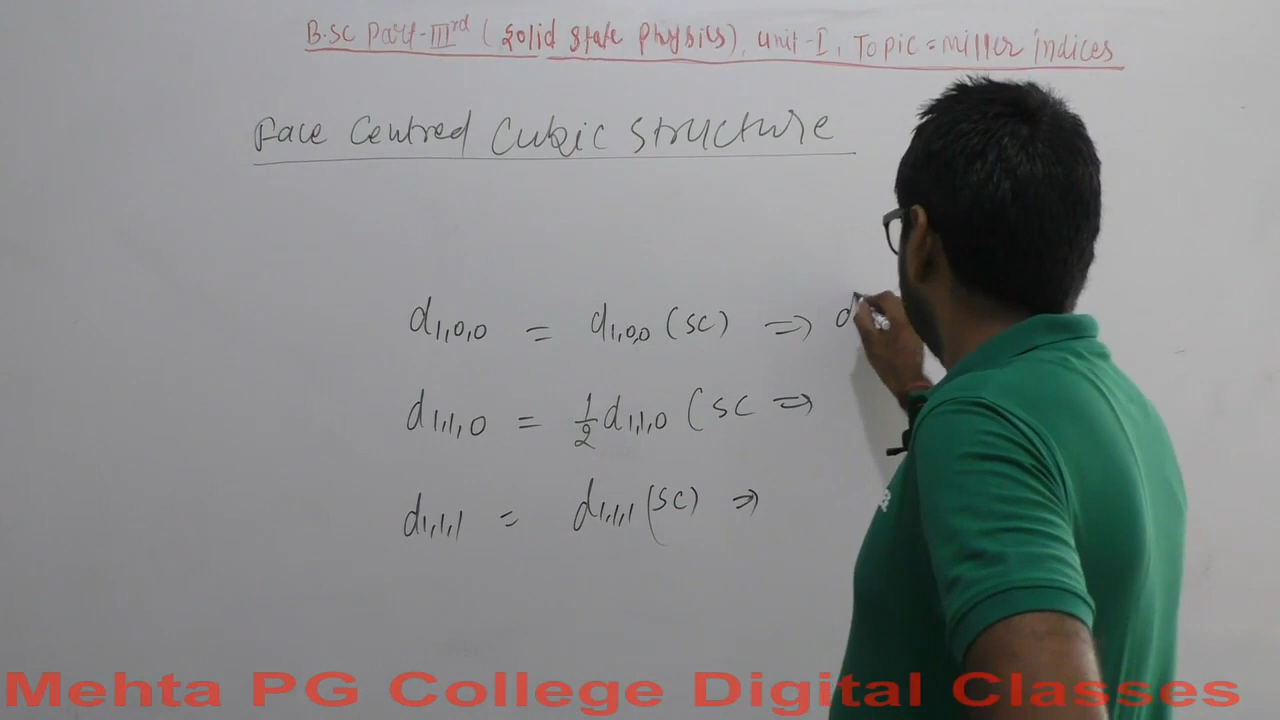 B.SC Part-IIIrd (Solid State Physics), Unit-I, Topic = Miller indices
Face Centred Cubic Structure
d1,0,0 = d1,0,0 (SC) ⇒ d
d1,1,0 = 1/2 d1,1,0 (SC ⇒
d1,1,1 = d1,1,1 (SC) ⇒
Mehta PG College Digital Classes